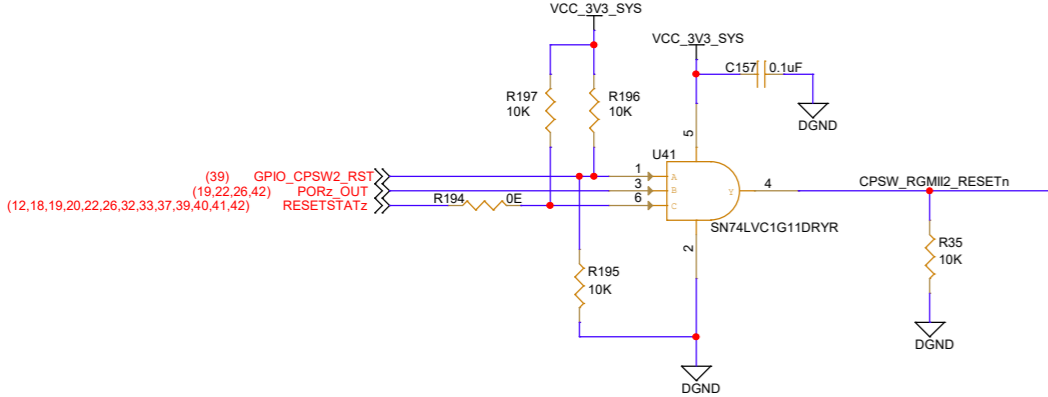 VCC_3V3_SYS
VCC_3V3_SYS
C157 0.1uF
DGND
R197
10K
R196
10K
5
U41
(39) GPIO_CPSW2_RST
1 A
(19,22,26,42) PORz_OUT
3 B
Y 4 CPSW_RGMII2_RESETn
(12,18,19,20,22,26,32,33,37,39,40,41,42) RESETSTATz
R194 0E
6 C
SN74LVC1G11DRYR
2
R35
10K
R195
10K
DGND
DGND